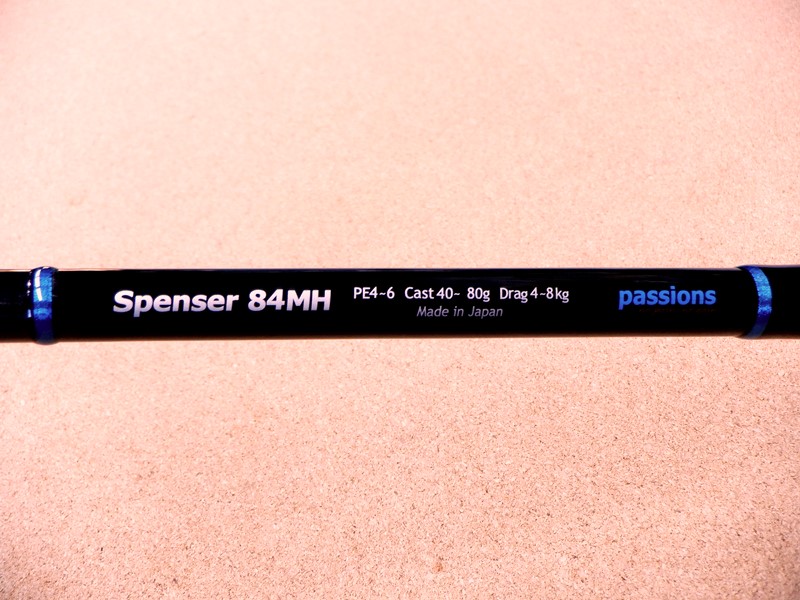 Spenser 84MH PE4~6 Cast 40~ 80g Drag 4~8kg passions
Made in Japan